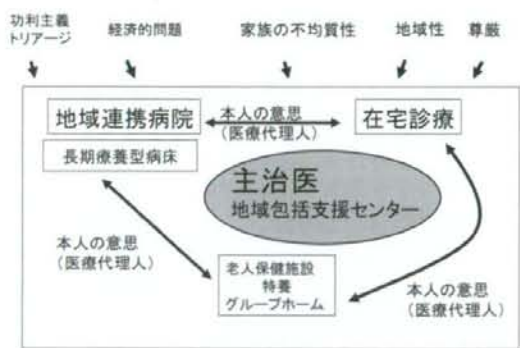 功利主義
トリアージ
経済的問題
家族の不均質性
地域性
尊厳
地域連携病院
長期療養型病床
本人の意思
(医療代理人)
在宅診療
主治医
地域包括支援センター
本人の意思
(医療代理人)
老人保健施設
特養
グループホーム
本人の意思
(医療代理人)